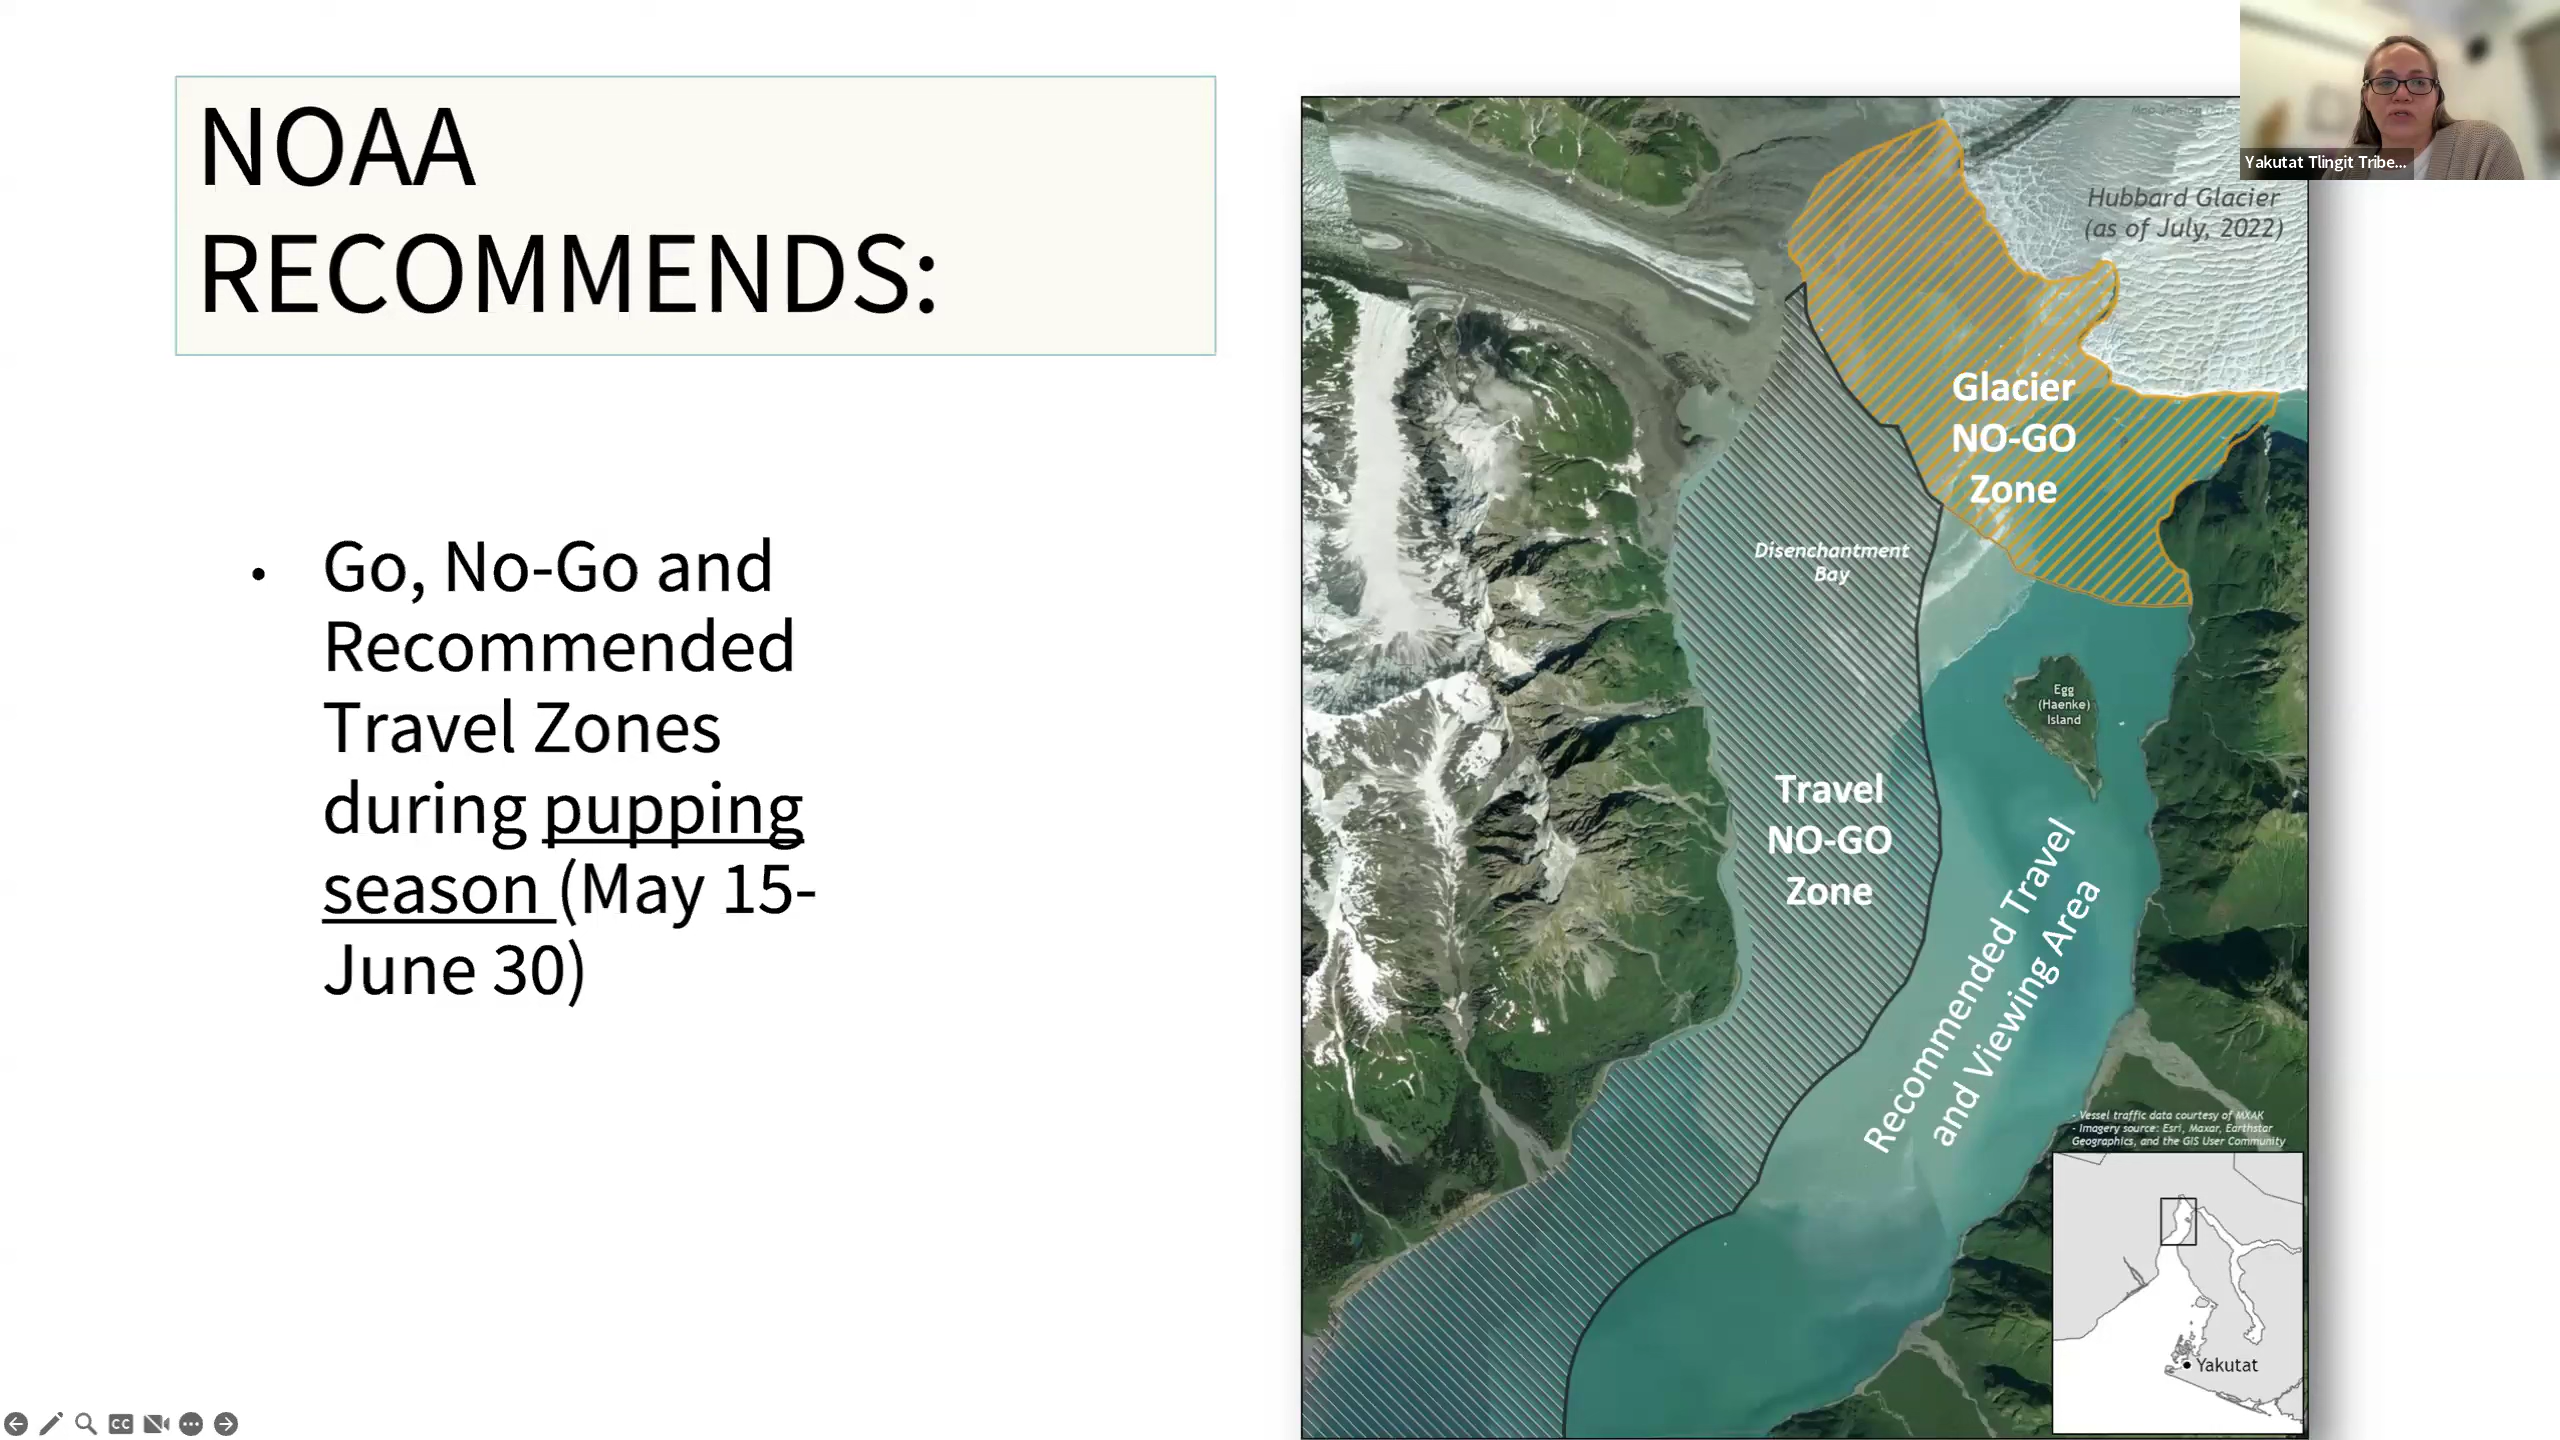 NOAA
RECOMMENDS:
• Go, No-Go and
Recommended
Travel Zones
during pupping
season (May 15-
June 30)
Yakutat Tlingit Tribe...
Hubbard Glacier
(as of July, 2022)
Glacier
NO-GO
Zone
Disenchantment
Bay
Egg
(Haenke)
Island
Travel
NO-GO
Zone
Recommended Travel
and Viewing Area
- Vessel traffic data courtesy of MXAK
- Imagery source: Esri, Maxar, Earthstar
Geographics, and the GIS User Community
Yakutat
CC